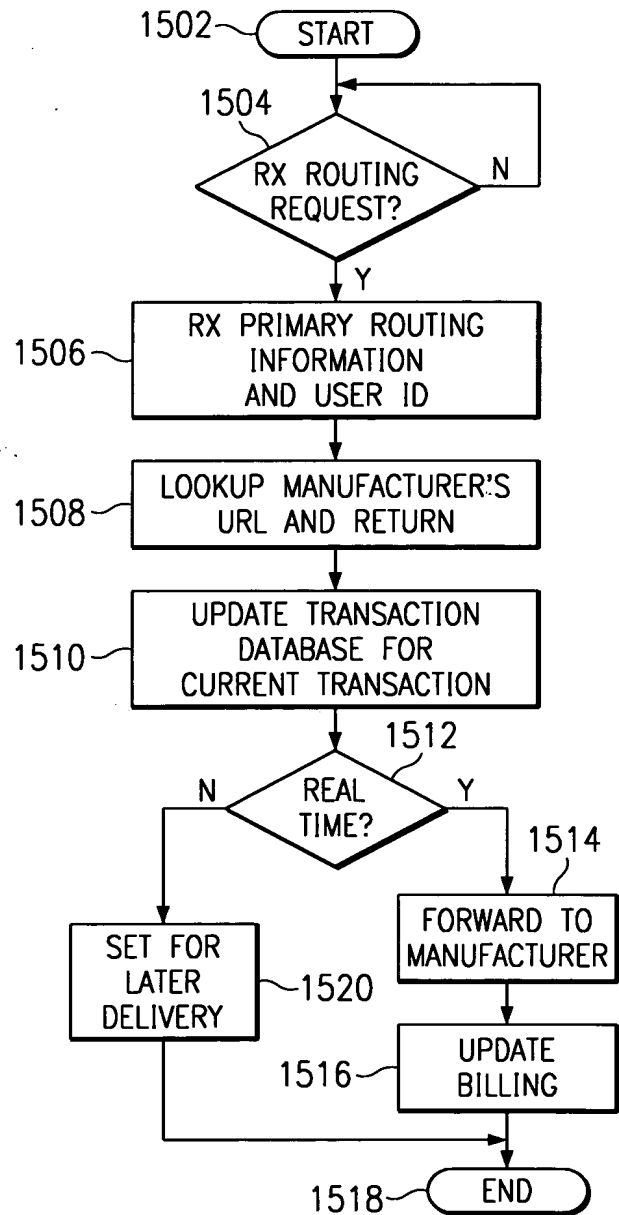 1502
START
1504
RX ROUTING
REQUEST?
N
Y
1506
RX PRIMARY ROUTING
INFORMATION
AND USER ID
1508
LOOKUP MANUFACTURER'S
URL AND RETURN
1510
UPDATE TRANSACTION
DATABASE FOR
CURRENT TRANSACTION
1512
N
REAL
TIME?
Y
1514
FORWARD TO
MANUFACTURER
SET FOR
LATER
DELIVERY
1520
1516
UPDATE
BILLING
1518
END